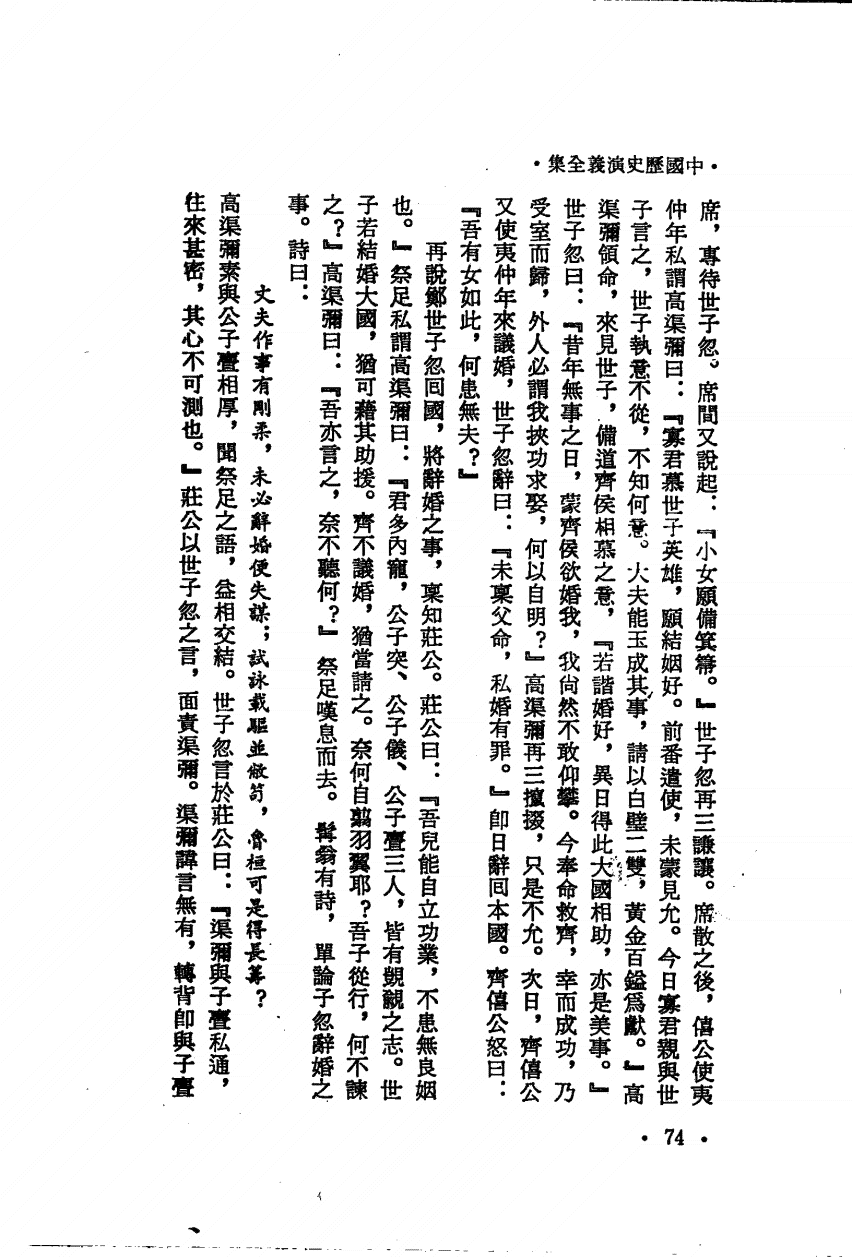 ·中國歷史演義全集·
席，專待世子忽。席間又說起：『小女願備箕箒。』世子忽再三謙讓。席散之後，僖公使夷
仲年私謂高渠彌曰：『寡君慕世子英雄，願結姻好。前番遣使，未蒙見允。今日寡君親與世
子言之，世子執意不從，不知何意。大夫能玉成其事，請以白璧二雙，黃金百鎰爲獻。』高
渠彌領命，來見世子，備道齊侯相慕之意，『若諧婚好，異日得此大國相助，亦是美事。』
世子忽曰：『昔年無事之日，蒙齊侯欲婚我，我尙然不敢仰攀。今奉命救齊，幸而成功，乃
受室而歸，外人必謂我挾功求娶，何以自明？』高渠彌再三攛掇，只是不允。次日，齊僖公
又使夷仲年來議婚，世子忽辭曰：『未稟父命，私婚有罪。』卽日辭囘本國。齊僖公怒曰：
『吾有女如此，何患無夫？』
再說鄭世子忽囘國，將辭婚之事，稟知莊公。莊公曰：『吾兒能自立功業，不患無良姻
也。』祭足私謂高渠彌曰：『君多內寵，公子突、公子儀、公子亹三人，皆有覬覦之志。世
子若結婚大國，猶可藉其助援。齊不議婚，猶當請之。奈何自翦羽翼耶？吾子從行，何不諫
之？』高渠彌曰：『吾亦言之，奈不聽何？』祭足嘆息而去。髯翁有詩，單論子忽辭婚之
事。詩曰：
丈夫作事有剛柔，未必辭婚便失謀；試詠載驅並敝笱，魯桓可是得長籌？
高渠彌素與公子亹相厚，聞祭足之語，益相交結。世子忽言於莊公曰：『渠彌與子亹私通，
往來甚密，其心不可測也。』莊公以世子忽之言，面責渠彌。渠彌諱言無有，轉背卽與子亹
·74·